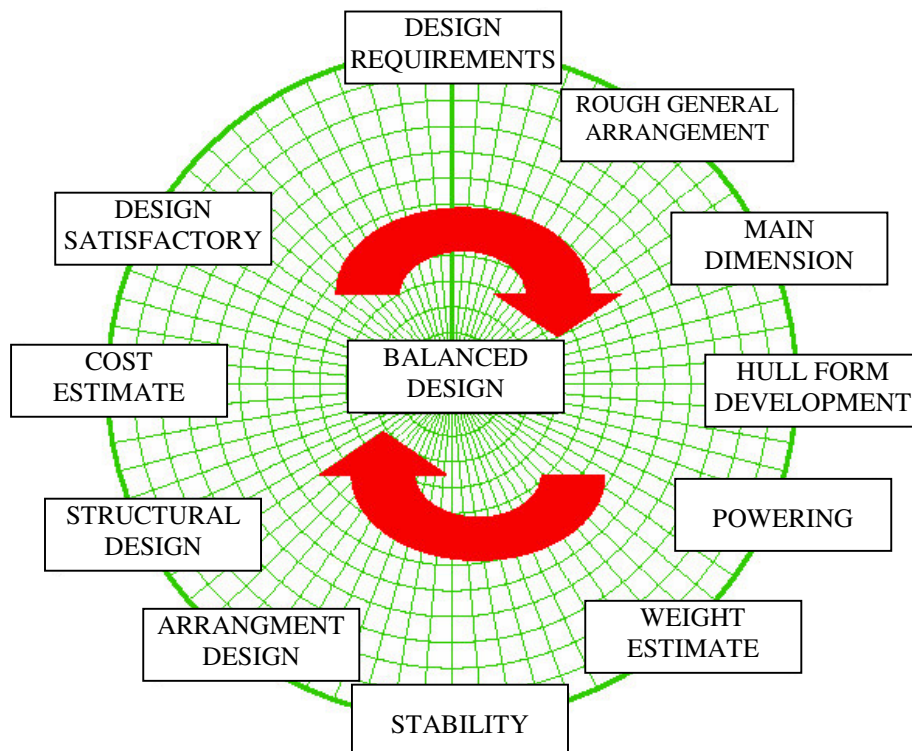 DESIGN
REQUIREMENTS
ROUGH GENERAL
ARRANGEMENT
MAIN
DIMENSION
HULL FORM
DEVELOPMENT
POWERING
WEIGHT
ESTIMATE
STABILITY
ARRANGMENT
DESIGN
STRUCTURAL
DESIGN
COST
ESTIMATE
DESIGN
SATISFACTORY
BALANCED
DESIGN